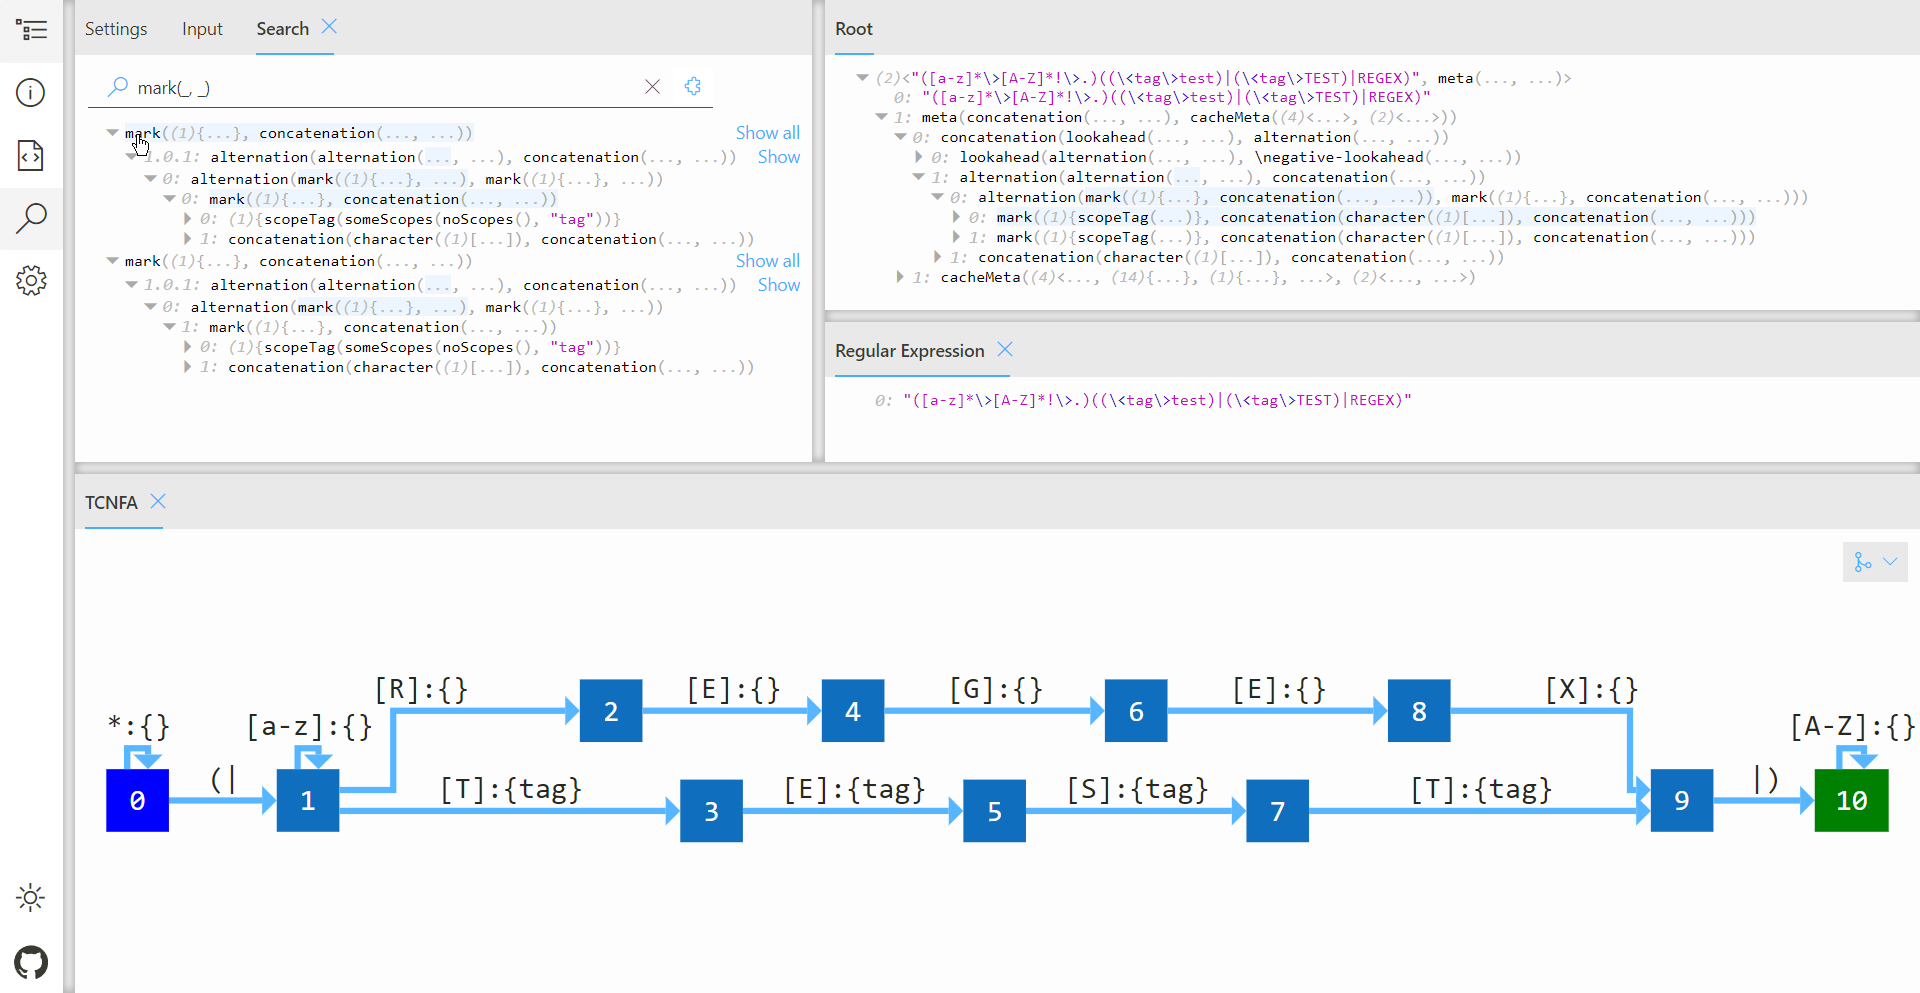 Settings Input Search
mark(_, _)
mark((1){...}, concatenation(..., ...)) Show all
1.0.1: alternation(alternation(..., ...), concatenation(..., ...)) Show
0: alternation(mark((1){...}, ...), mark((1){...}, ...))
0: mark((1){...}, concatenation(..., ...))
0: (1){scopeTag(someScopes(noScopes(), "tag"))}
1: concatenation(character((1)[...]), concatenation(..., ...))
mark((1){...}, concatenation(..., ...)) Show all
1.0.1: alternation(alternation(..., ...), concatenation(..., ...)) Show
0: alternation(mark((1){...}, ...), mark((1){...}, ...))
1: mark((1){...}, concatenation(..., ...))
0: (1){scopeTag(someScopes(noScopes(), "tag"))}
1: concatenation(character((1)[...]), concatenation(..., ...))
Root
(2)<"([a-z]*\>[A-Z]*!\>.)((\<tag\>test)|(\<tag\>TEST)|REGEX)", meta(..., ...)>
0: "([a-z]*\>[A-Z]*!\>.)((\<tag\>test)|(\<tag\>TEST)|REGEX)"
1: meta(concatenation(..., ...), cacheMeta((4)<...>, (2)<...>))
0: concatenation(lookahead(..., ...), alternation(..., ...))
0: lookahead(alternation(..., ...), \negative-lookahead(..., ...))
1: alternation(alternation(..., ...), concatenation(..., ...))
0: alternation(mark((1){...}, concatenation(..., ...)), mark((1){...}, concatenation(..., ...)))
0: mark((1){scopeTag(...)}, concatenation(character((1)[...]), concatenation(..., ...)))
1: mark((1){scopeTag(...)}, concatenation(character((1)[...]), concatenation(..., ...)))
1: concatenation(character((1)[...]), concatenation(..., ...))
1: cacheMeta((4)<..., (14){...}, (1){...}, ...>, (2)<..., ...>)
Regular Expression
0: "([a-z]*\>[A-Z]*!\>.)((\<tag\>test)|(\<tag\>TEST)|REGEX)"
TCNFA
[R]:{} [E]:{} [G]:{} [E]:{} [X]:{}
2 4 6 8
*:{} [a-z]:{} [A-Z]:{}
(| |)
0 1 9 10
[T]:{tag} [E]:{tag} [S]:{tag} [T]:{tag}
3 5 7